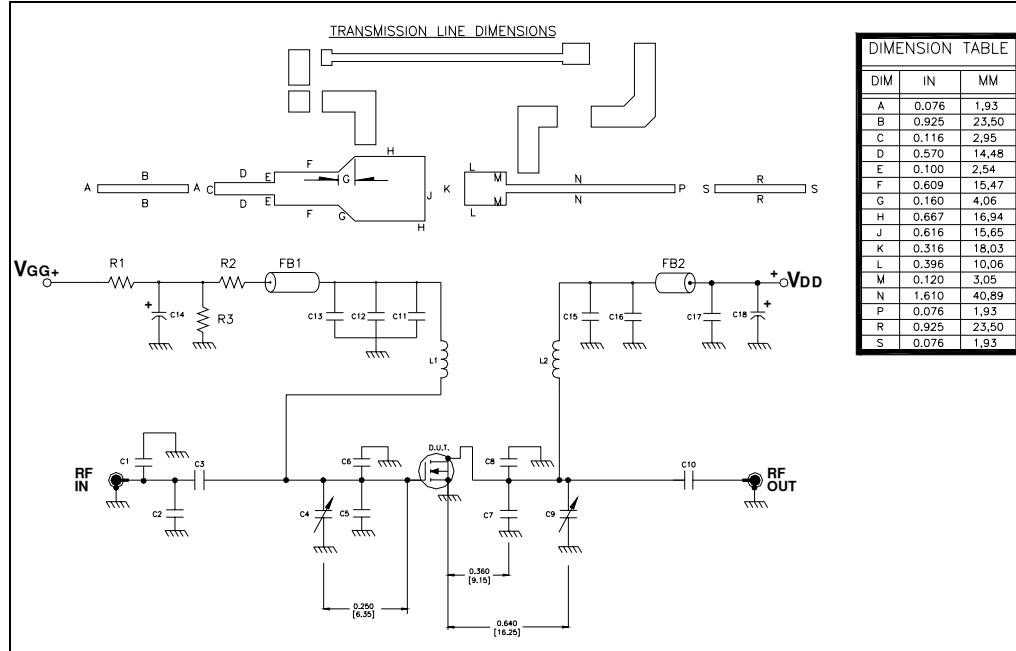 TRANSMISSION LINE DIMENSIONS
DIMENSION TABLE
DIM IN MM
A 0.076 1,93
B 0.925 23,50
C 0.116 2,95
D 0.570 14,48
E 0.100 2,54
F 0.609 15,47
G 0.160 4,06
H 0.667 16,94
J 0.616 15,65
K 0.316 18,03
L 0.396 10,06
M 0.120 3,05
N 1.610 40,89
P 0.076 1,93
R 0.925 23,50
S 0.076 1,93
H
B D F L N R
A A C E G J K M P S S
B D E F G H L M N R
VGG+ R1 R2 FB1 FB2 + VDD
+ C14 R3 C13 C12 C11 C15 C16 C17 C18 +
L1 L2
D.U.T.
RF IN C1 C3 C6 C8 C10 RF OUT
C2 C4 C5 C7 C9
0.360
[9.15]
0.250
[6.35]
0.640
[16.25]